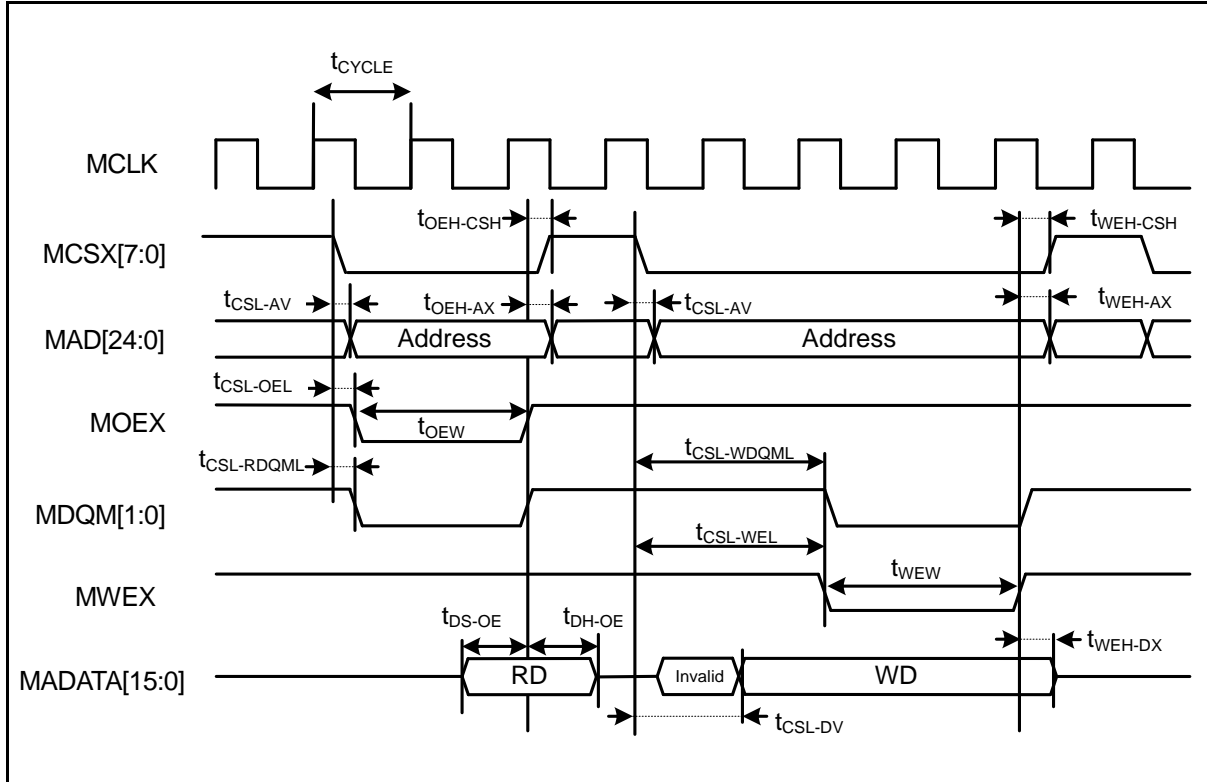 tCYCLE
MCLK
tOEH-CSH
tWEH-CSH
MCSX[7:0]
tCSL-AV
tOEH-AX
tCSL-AV
tWEH-AX
MAD[24:0]
Address
Address
tCSL-OEL
MOEX
tOEW
tCSL-WDQML
tCSL-RDQML
MDQM[1:0]
tCSL-WEL
tWEW
MWEX
tDS-OE
tDH-OE
tWEH-DX
MADATA[15:0]
RD
Invalid
WD
tCSL-DV